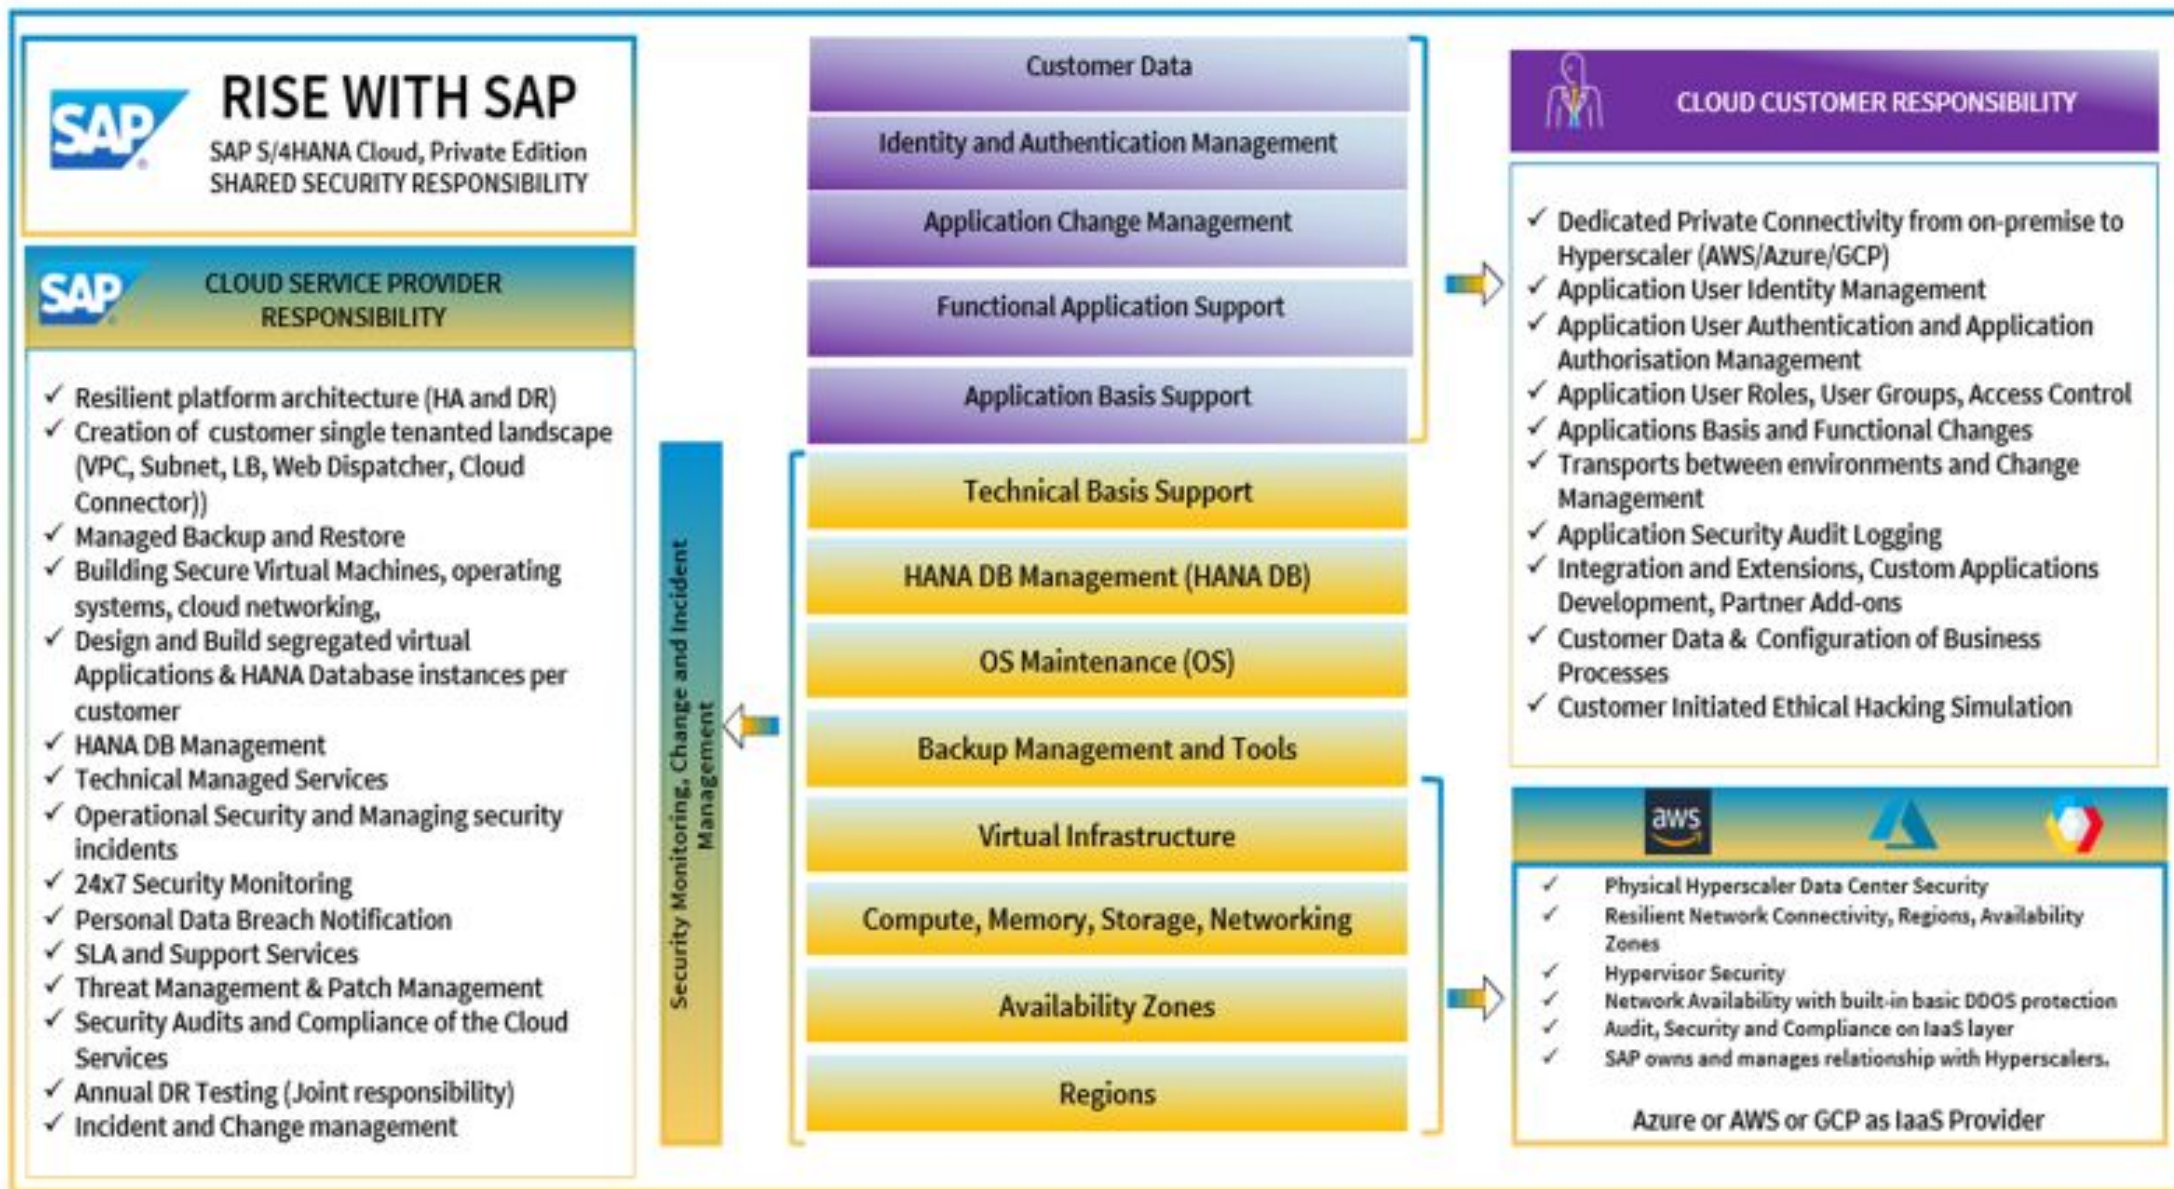 SAP
RISE WITH SAP
SAP S/4HANA Cloud, Private Edition
SHARED SECURITY RESPONSIBILITY
SAP
CLOUD SERVICE PROVIDER
RESPONSIBILITY
✓ Resilient platform architecture (HA and DR)
✓ Creation of customer single tenanted landscape
(VPC, Subnet, LB, Web Dispatcher, Cloud
Connector))
✓ Managed Backup and Restore
✓ Building Secure Virtual Machines, operating
systems, cloud networking,
✓ Design and Build segregated virtual
Applications & HANA Database instances per
customer
✓ HANA DB Management
✓ Technical Managed Services
✓ Operational Security and Managing security
incidents
✓ 24x7 Security Monitoring
✓ Personal Data Breach Notification
✓ SLA and Support Services
✓ Threat Management & Patch Management
✓ Security Audits and Compliance of the Cloud
Services
✓ Annual DR Testing (Joint responsibility)
✓ Incident and Change management
Security Monitoring, Change and Incident
Management
Customer Data
Identity and Authentication Management
Application Change Management
Functional Application Support
Application Basis Support
Technical Basis Support
HANA DB Management (HANA DB)
OS Maintenance (OS)
Backup Management and Tools
Virtual Infrastructure
Compute, Memory, Storage, Networking
Availability Zones
Regions
CLOUD CUSTOMER RESPONSIBILITY
✓ Dedicated Private Connectivity from on-premise to
Hyperscaler (AWS/Azure/GCP)
✓ Application User Identity Management
✓ Application User Authentication and Application
Authorisation Management
✓ Application User Roles, User Groups, Access Control
✓ Applications Basis and Functional Changes
✓ Transports between environments and Change
Management
✓ Application Security Audit Logging
✓ Integration and Extensions, Custom Applications
Development, Partner Add-ons
✓ Customer Data & Configuration of Business
Processes
✓ Customer Initiated Ethical Hacking Simulation
aws
✓ Physical Hyperscaler Data Center Security
✓ Resilient Network Connectivity, Regions, Availability
Zones
✓ Hypervisor Security
✓ Network Availability with built-in basic DDOS protection
✓ Audit, Security and Compliance on IaaS layer
✓ SAP owns and manages relationship with Hyperscalers.
Azure or AWS or GCP as IaaS Provider